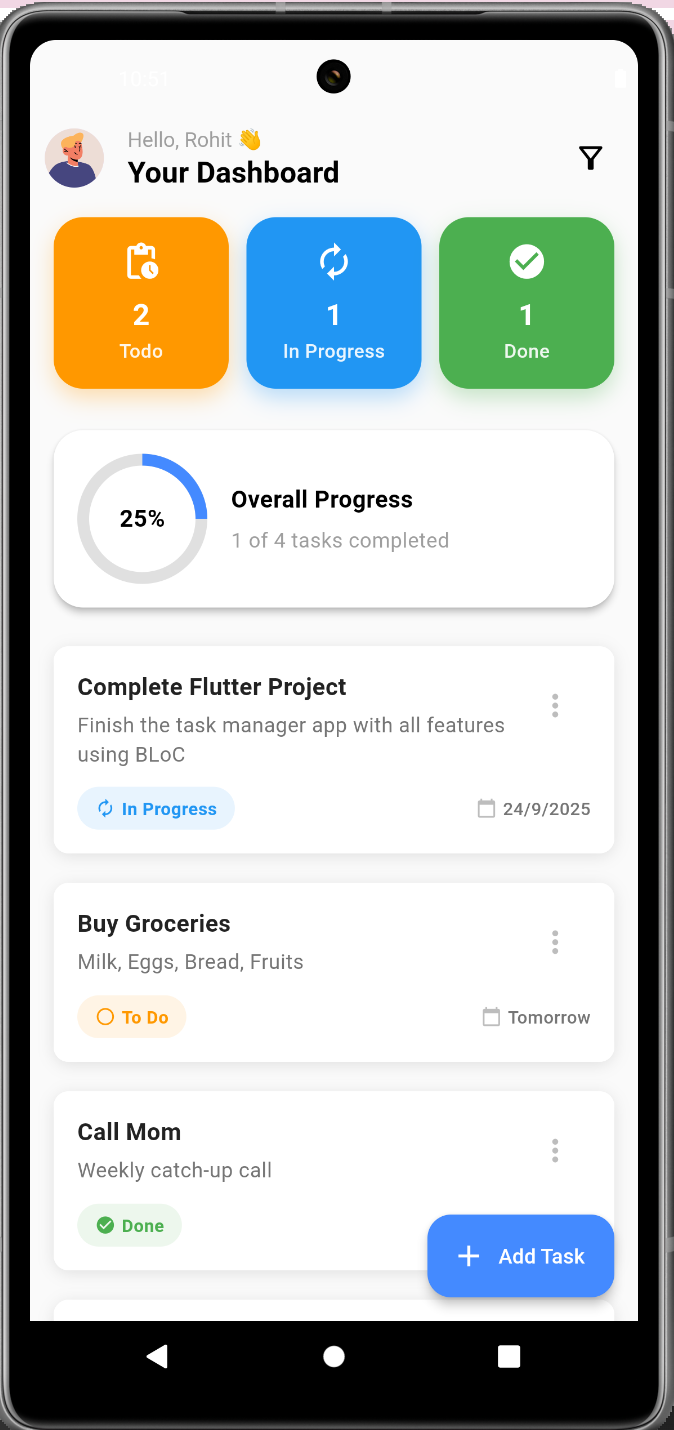 10:51
Hello, Rohit 👋
Your Dashboard
2
Todo
1
In Progress
1
Done
25%
Overall Progress
1 of 4 tasks completed
Complete Flutter Project
Finish the task manager app with all features
using BLoC
In Progress
24/9/2025
Buy Groceries
Milk, Eggs, Bread, Fruits
To Do
Tomorrow
Call Mom
Weekly catch-up call
Done
Add Task